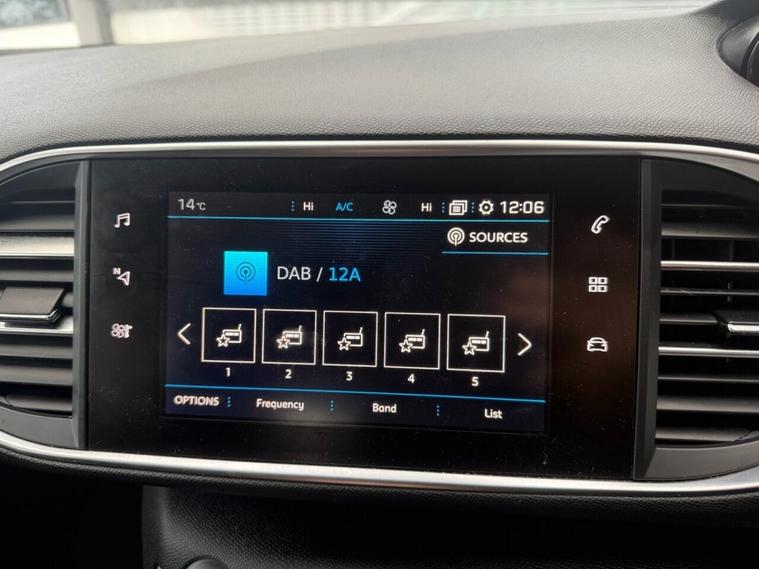 14°C Hi A/C Hi 12:06
SOURCES
DAB / 12A
N
1 2 3 4 5
OPTIONS Frequency Band List